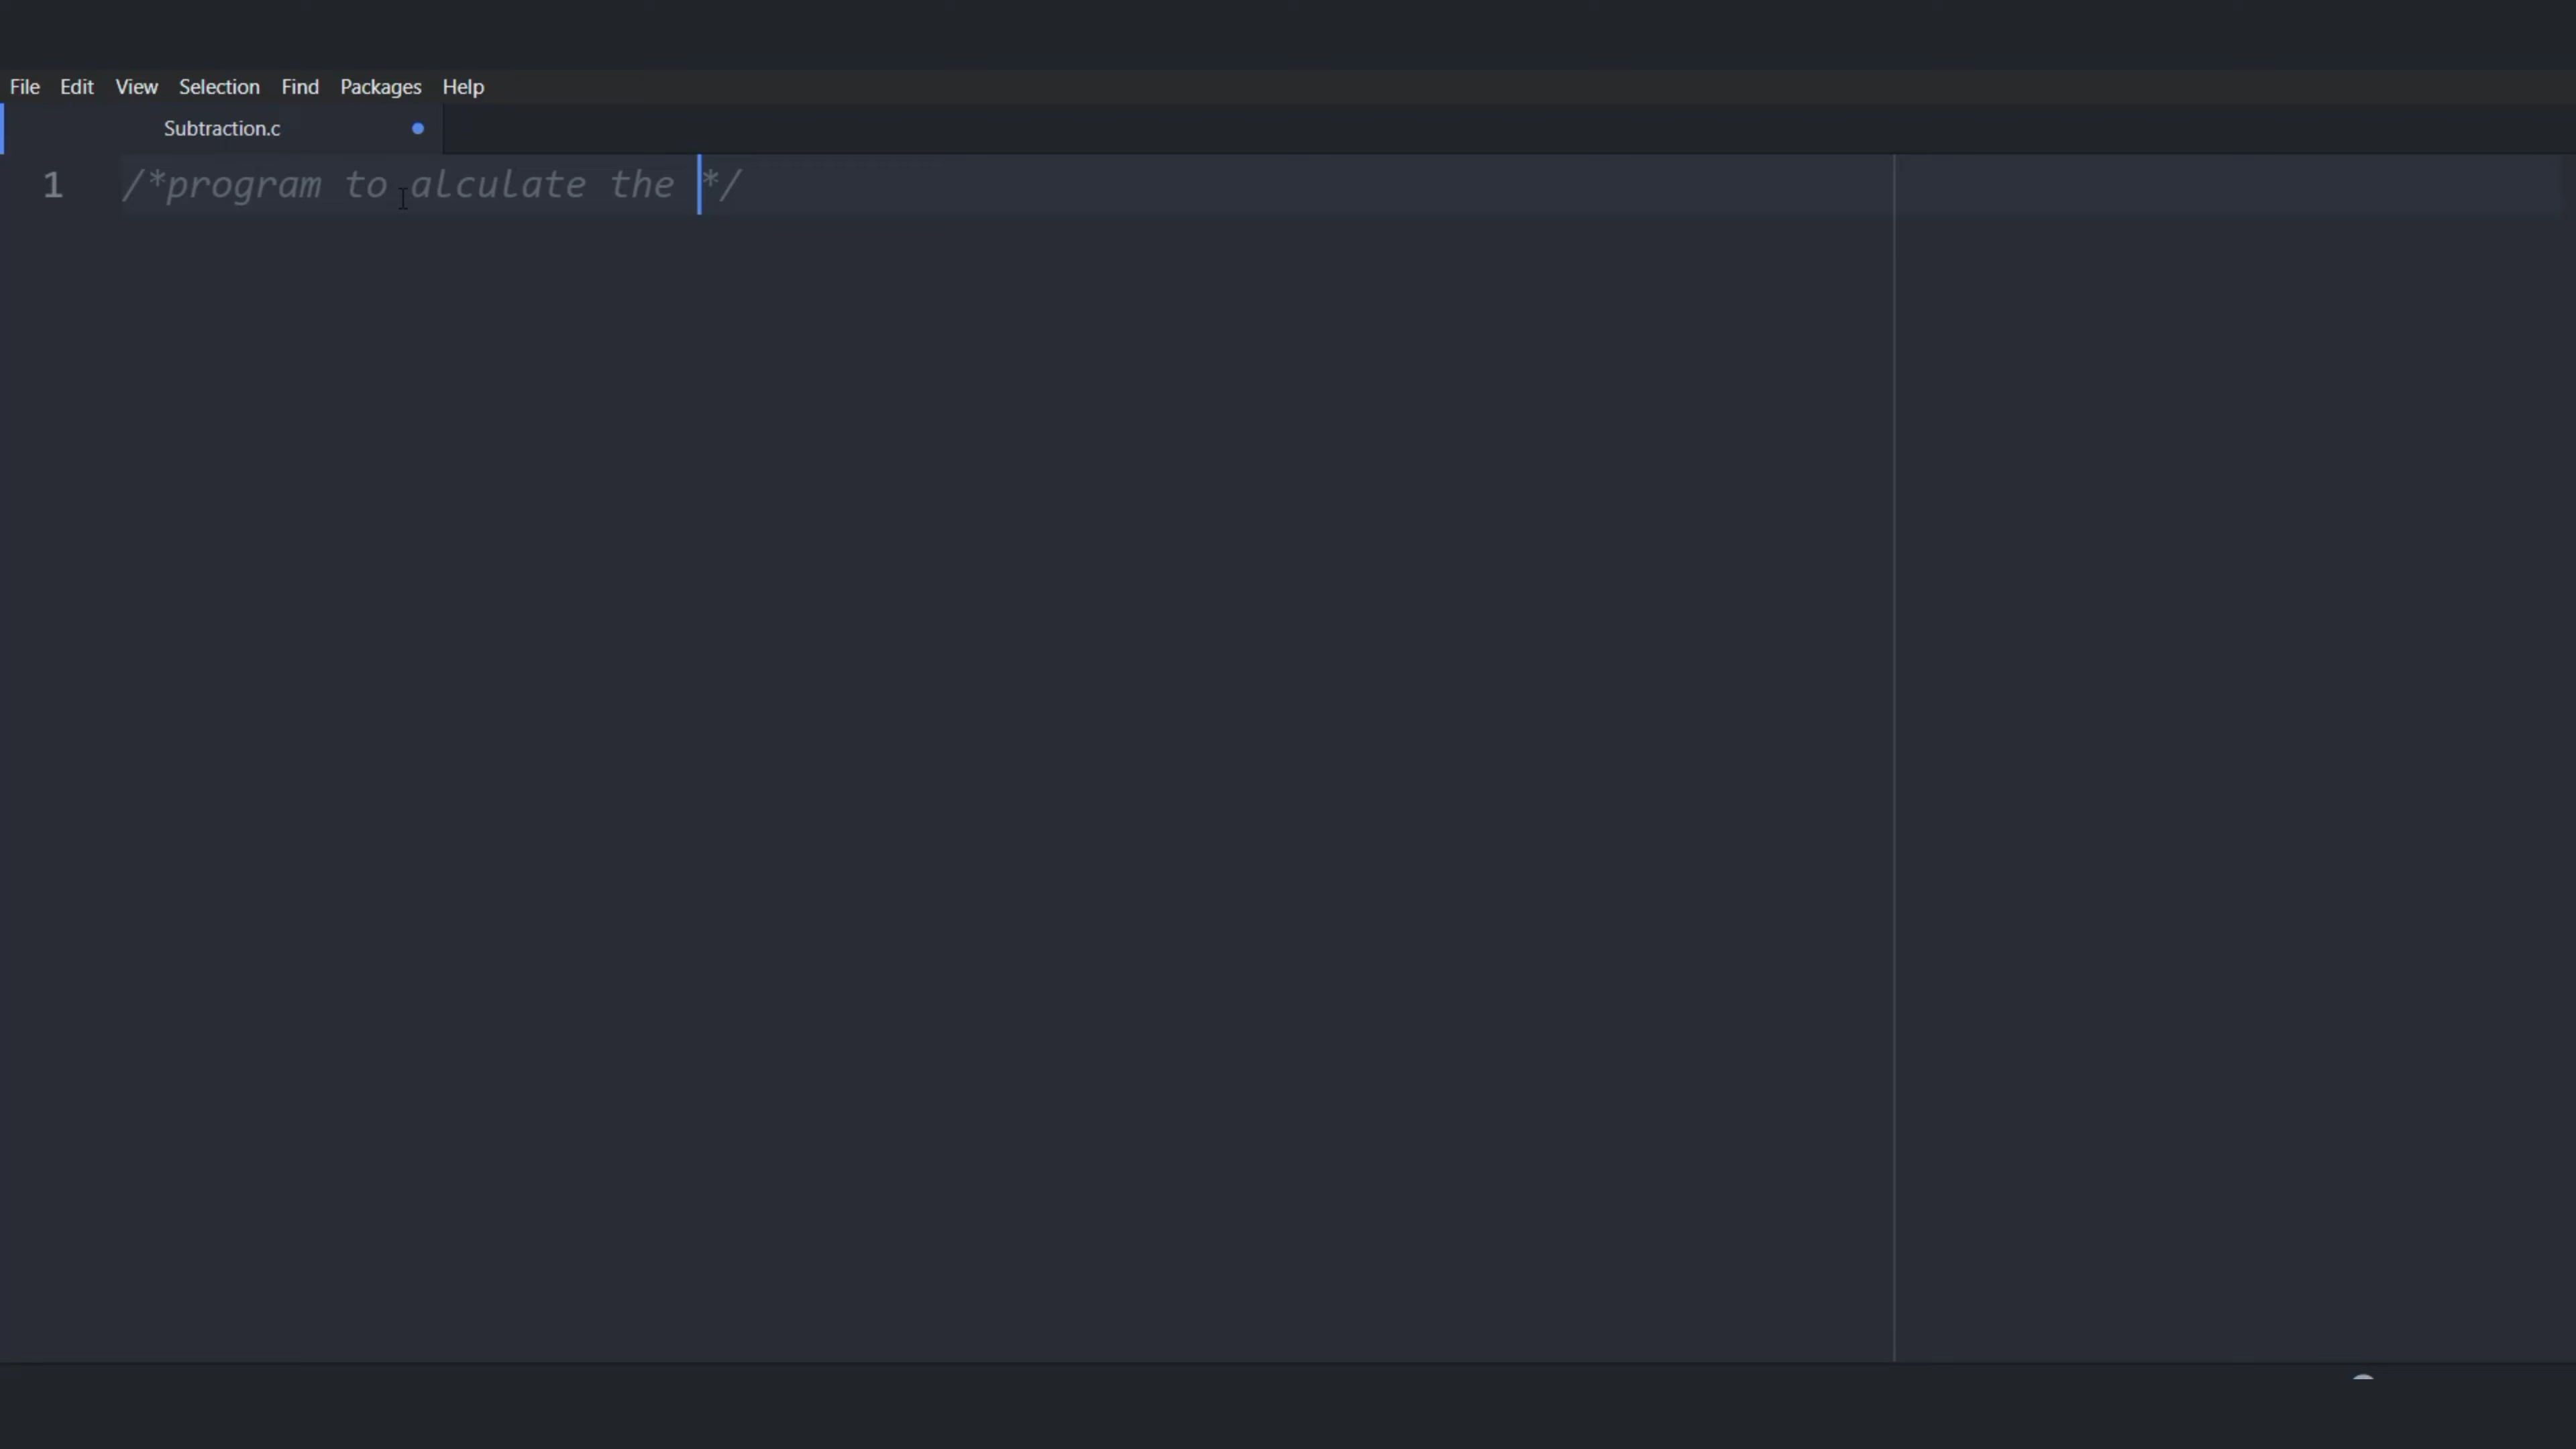 File Edit View Selection Find Packages Help
Subtraction.c
1 /*program to alculate the */